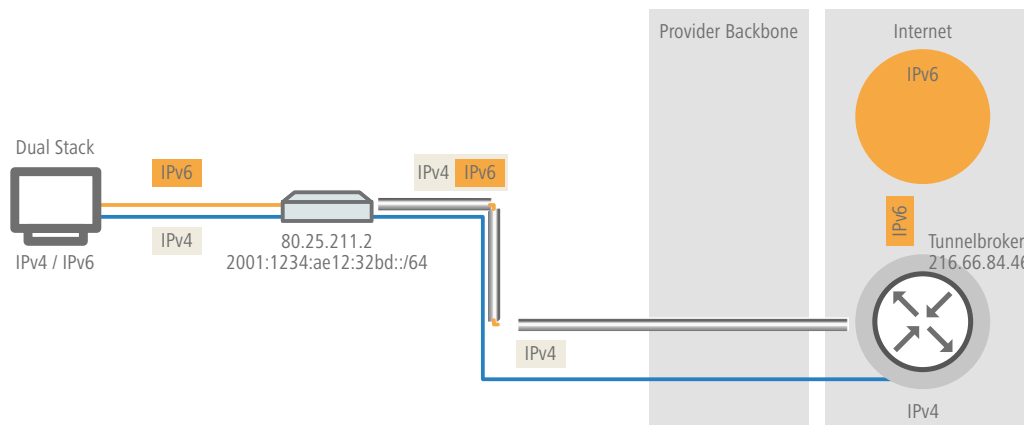 Provider Backbone
Internet
IPv6
Dual Stack
IPv6
IPv4 IPv6
IPv6
IPv4
80.25.211.2
2001:1234:ae12:32bd::/64
IPv4 / IPv6
Tunnelbroker
216.66.84.46
IPv4
IPv4